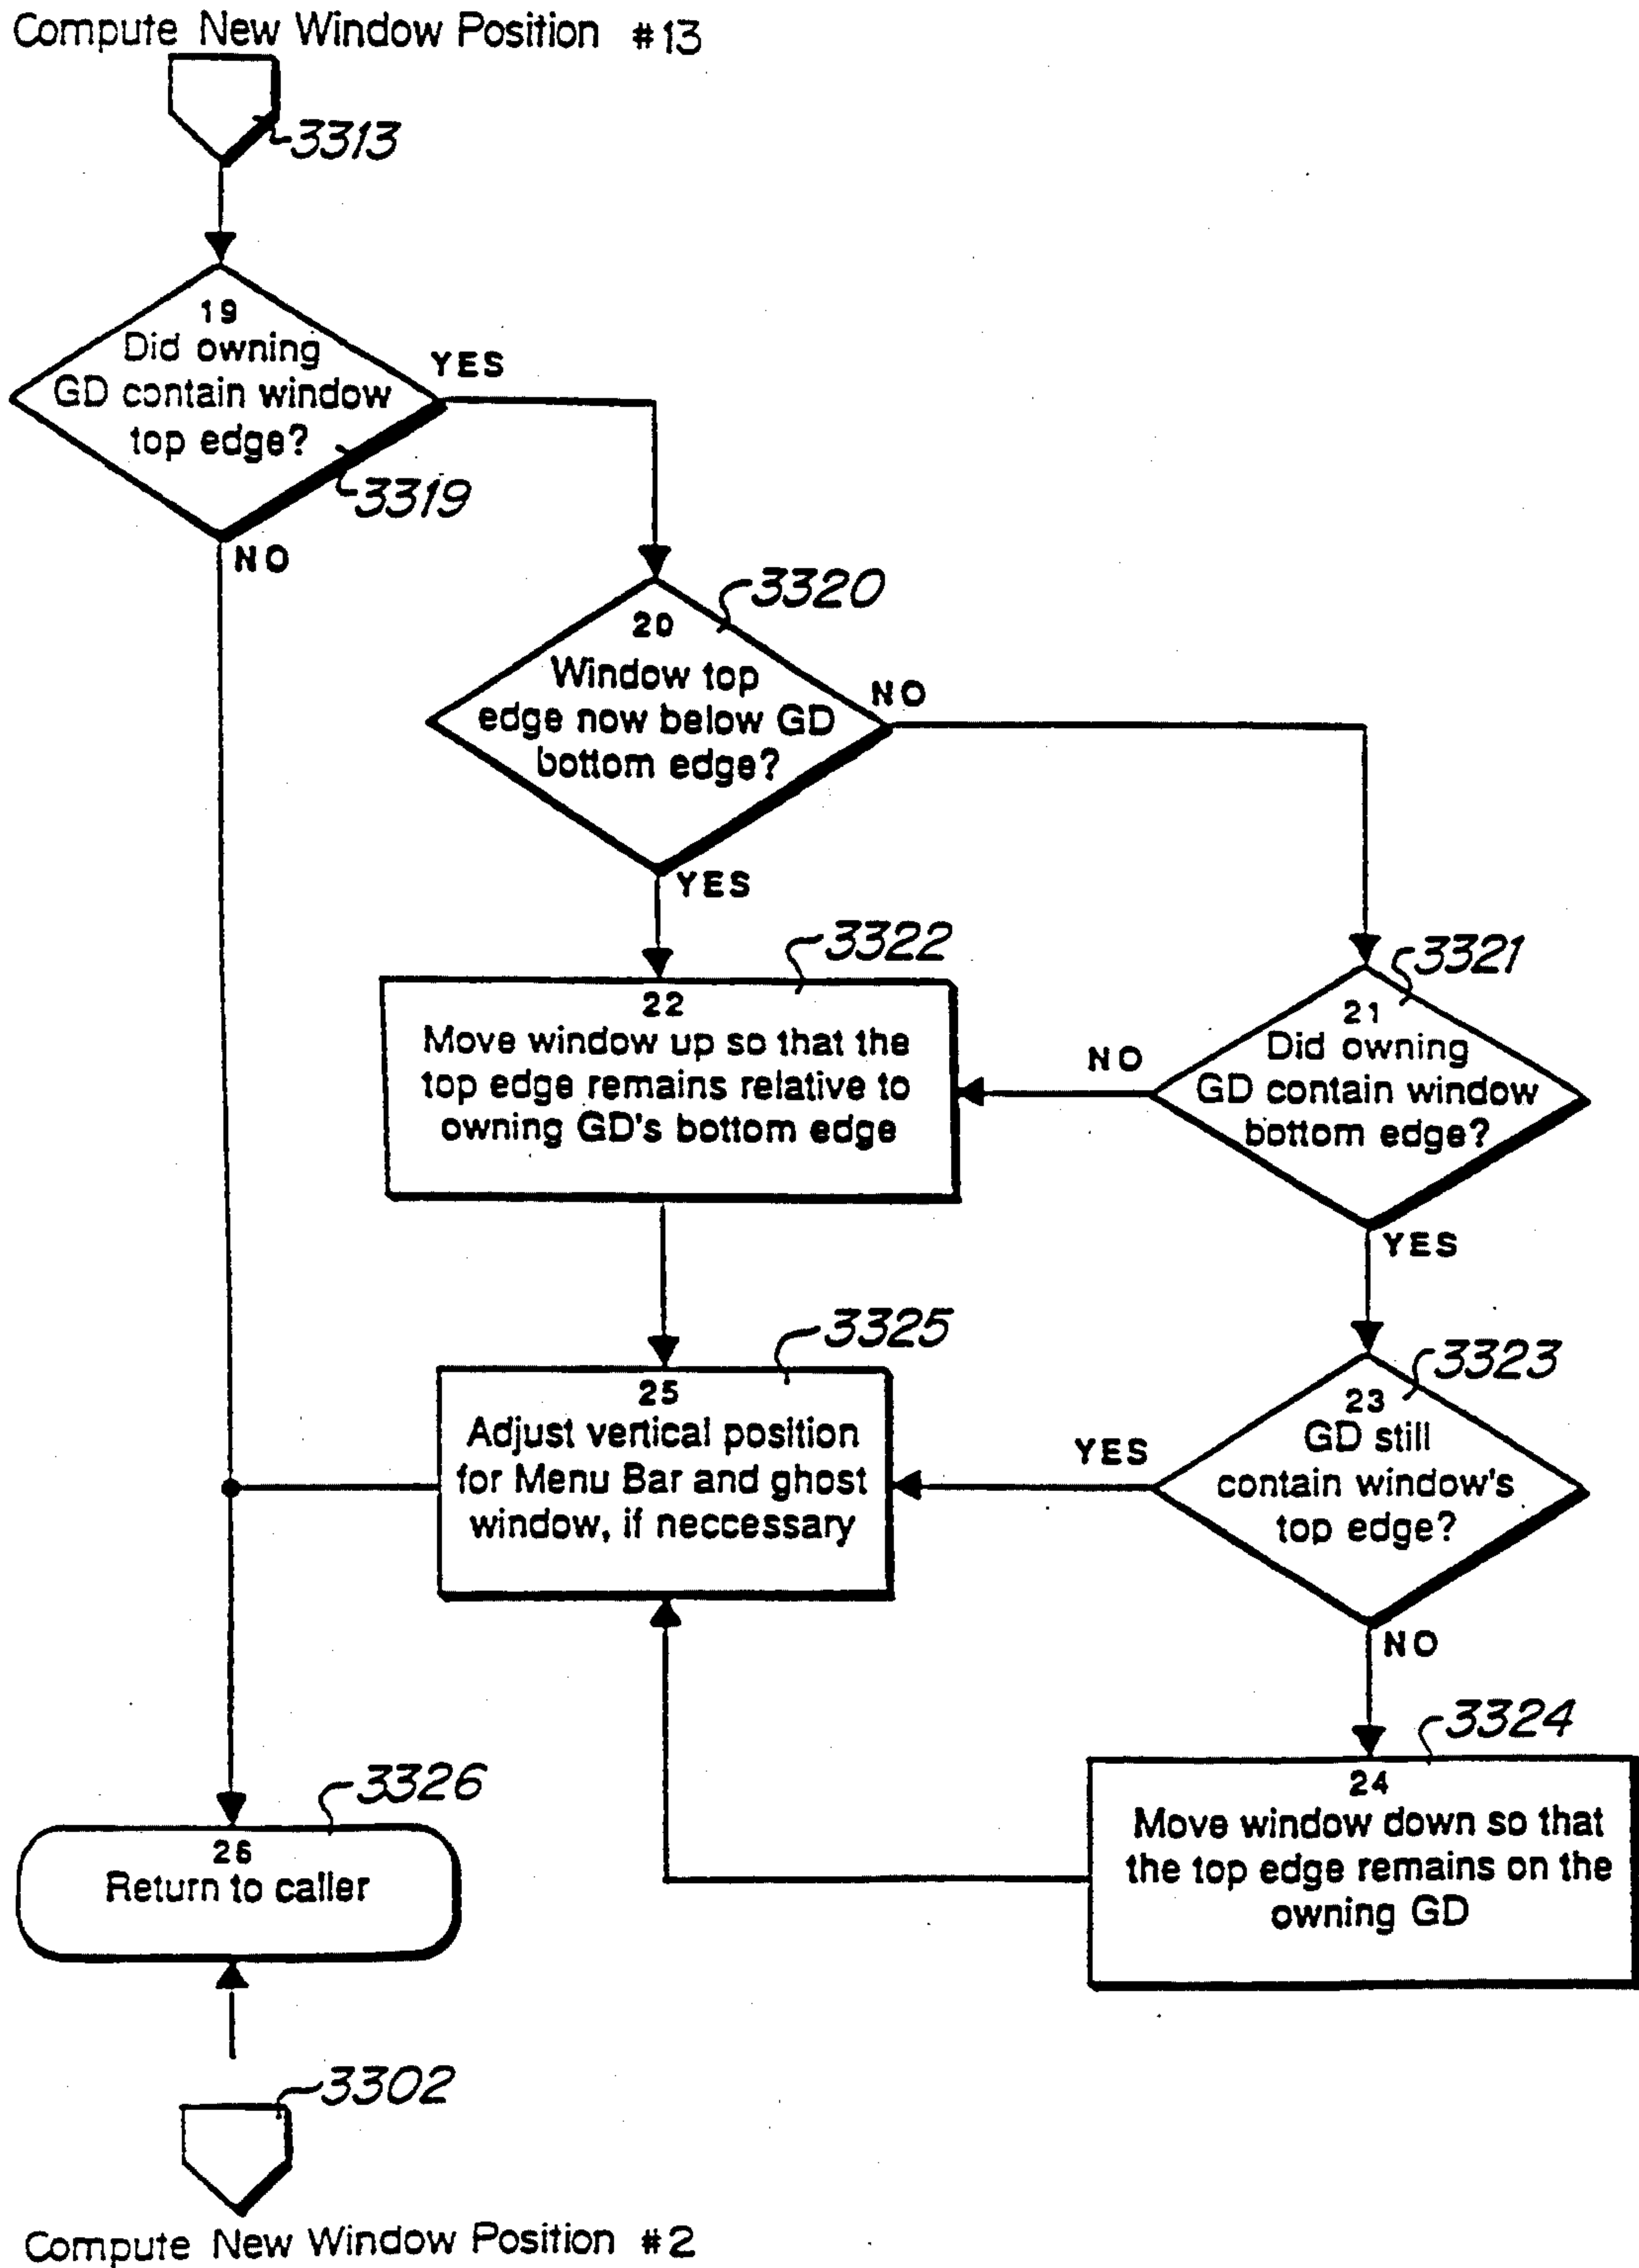 Compute New Window Position #13
3313
19
Did owning
GD contain window
top edge?
YES
3319
NO
3320
20
Window top
edge now below GD
bottom edge?
NO
YES
3322
22
Move window up so that the
top edge remains relative to
owning GD's bottom edge
3321
21
Did owning
GD contain window
bottom edge?
NO
YES
3325
25
Adjust vertical position
for Menu Bar and ghost
window, if neccessary
3323
23
GD still
contain window's
top edge?
YES
NO
3324
24
Move window down so that
the top edge remains on the
owning GD
3326
26
Return to caller
3302
Compute New Window Position #2